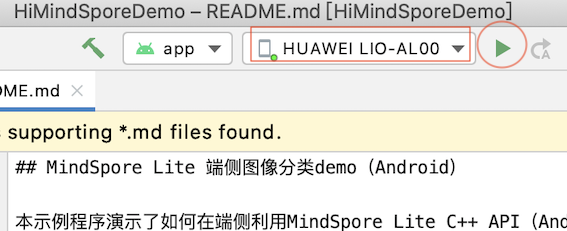 HiMindSporeDemo – README.md [HiMindSporeDemo]
app HUAWEI LIO-AL00
ME.md
supporting *.md files found.
## MindSpore Lite 端侧图像分类demo（Android）
本示例程序演示了如何在端侧利用MindSpore Lite C++ API（And